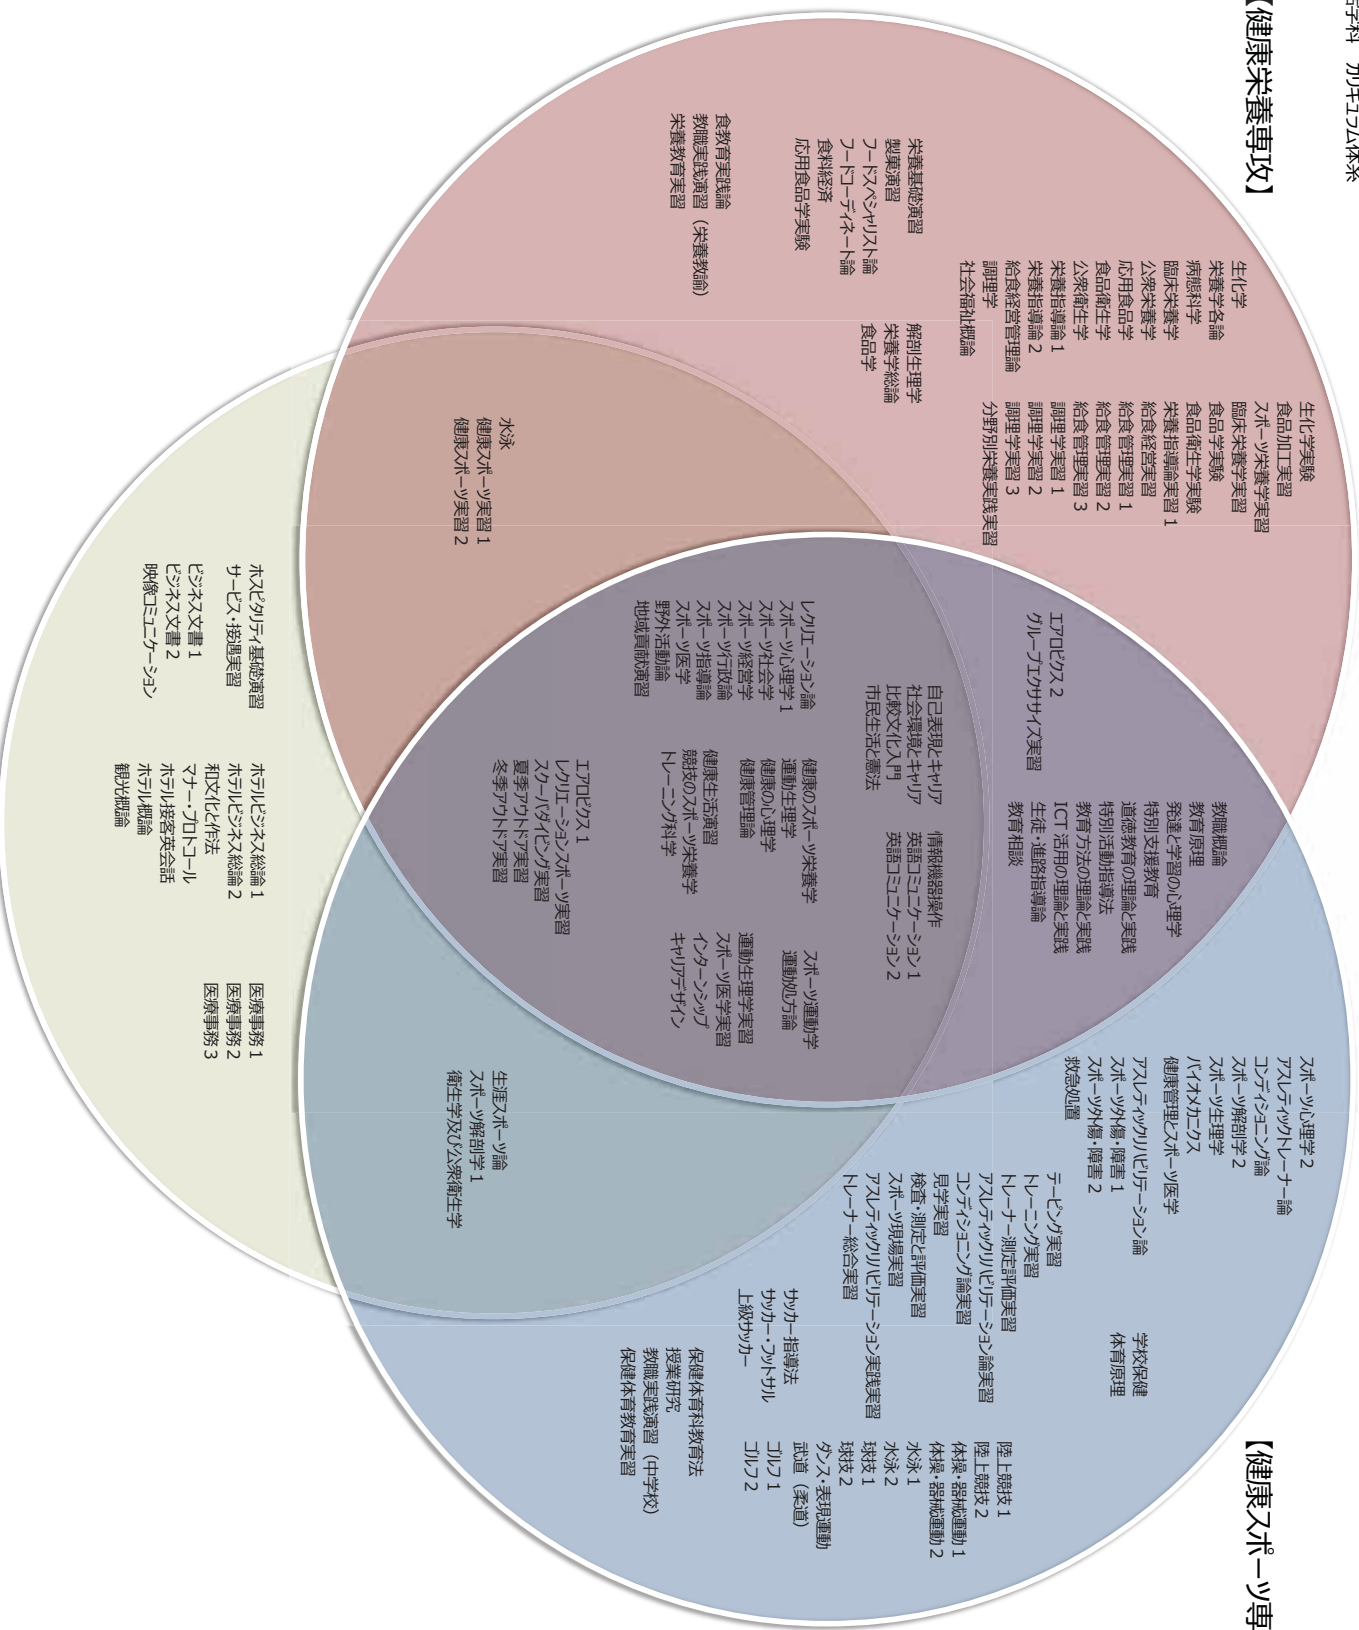 活学科　カリキュラム体系
【健康栄養専攻】
【健康スポーツ専
生化学実験
食品加工実習
スポーツ栄養学実習
臨床栄養学実習
食品学実験
食品衛生学実験
栄養指導論実習 1
給食経営実習
給食管理実習 1
給食管理実習 2
給食管理実習 3
調理学実習 1
調理学実習 2
調理学実習 3
分野別栄養実践実習
生化学
栄養学各論
病態科学
臨床栄養学
公衆栄養学
応用食品学
食品衛生学
公衆衛生学
栄養指導論 1
栄養指導論 2
給食経営管理論
調理学
社会福祉概論
解剖生理学
栄養学総論
食品学
栄養基礎演習
製菓演習
フードスペシャリスト論
フードコーディネート論
食料経済
応用食品学実験
食教育実践論
教職実践演習（栄養教諭）
栄養教育実習
水泳
健康スポーツ実習 1
健康スポーツ実習 2
教職概論
教育原理
発達と学習の心理学
特別支援教育
道徳教育の理論と実践
特別活動指導法
教育方法の理論と実践
ICT 活用の理論と実践
生徒・進路指導論
教育相談
エアロビクス 2
グループエクササイズ実習
自己表現とキャリア
社会環境とキャリア
比較文化入門
市民生活と憲法
情報機器操作
英語コミュニケーション 1
英語コミュニケーション 2
レクリエーション論
スポーツ心理学 1
スポーツ社会学
スポーツ経営学
スポーツ行政論
スポーツ指導論
スポーツ医学
野外活動論
地域貢献演習
健康のスポーツ栄養学
運動生理学
健康の心理学
健康管理論
健康生活演習
競技のスポーツ栄養学
トレーニング科学
スポーツ運動学
運動処方論
運動生理学実習
スポーツ医学実習
インターンシップ
キャリアデザイン
エアロビクス 1
レクリエーションスポーツ実習
スクーバダイビング実習
夏季アウトドア実習
冬季アウトドア実習
スポーツ心理学 2
アスレティックトレーナー論
コンディショニング論
スポーツ解剖学 2
スポーツ生理学
バイオメカニクス
健康管理とスポーツ医学
アスレティックリハビリテーション論
スポーツ外傷・障害 1
スポーツ外傷・障害 2
救急処置
学校保健
体育原理
テーピング実習
トレーニング実習
トレーナー測定評価実習
アスレティックリハビリテーション論実習
コンディショニング論実習
見学実習
検査・測定と評価実習
スポーツ現場実習
アスレティックリハビリテーション実践実習
トレーナー総合実習
陸上競技 1
陸上競技 2
体操・器械運動 1
体操・器械運動 2
水泳 1
水泳 2
球技 1
球技 2
ダンス・表現運動
武道（柔道）
ゴルフ 1
ゴルフ 2
サッカー指導法
サッカー・フットサル
上級サッカー
保健体育科教育法
授業研究
教職実践演習（中学校）
保健体育教育実習
生涯スポーツ論
スポーツ解剖学 1
衛生学及び公衆衛生学
ホスピタリティ基礎演習
サービス・接遇実習
ビジネス文書 1
ビジネス文書 2
映像コミュニケーション
ホテルビジネス総論 1
ホテルビジネス総論 2
和文化と作法
マナー・プロトコール
ホテル接客英会話
ホテル概論
観光概論
医療事務 1
医療事務 2
医療事務 3